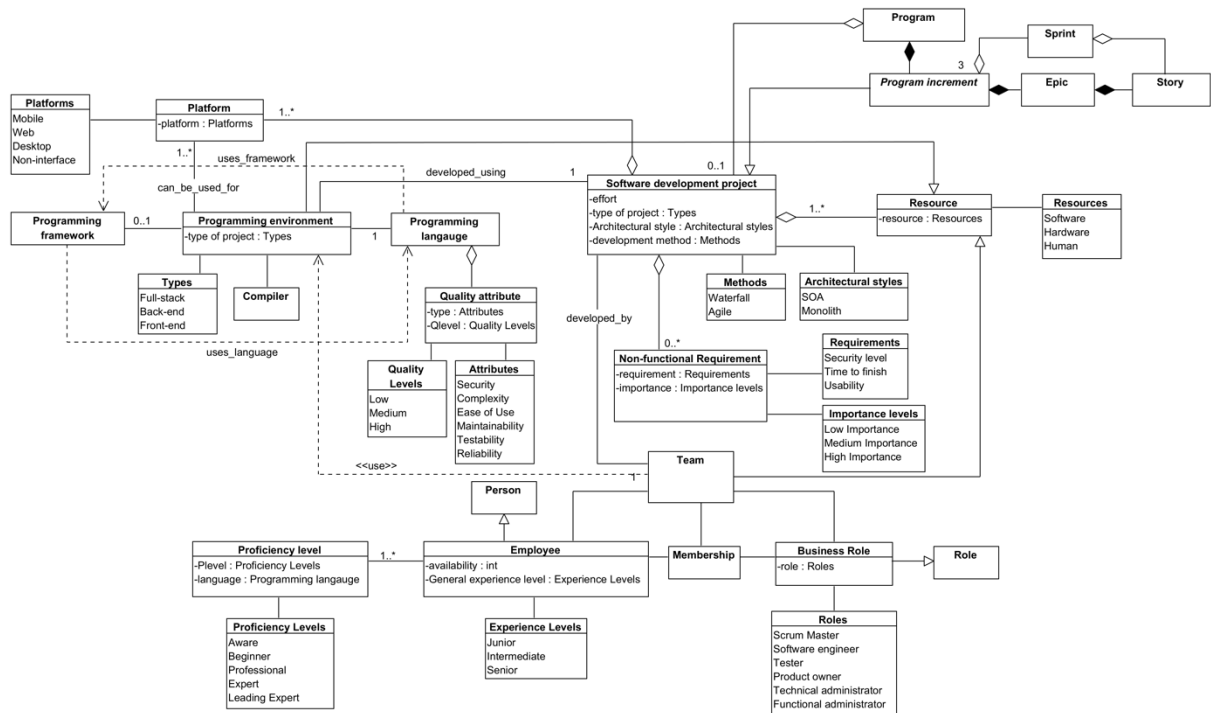 Program
Sprint
3
Program increment
Epic
Story
Platforms
Mobile
Web
Desktop
Non-interface
Platform
-platform : Platforms
1..*
1..*
uses_framework
can_be_used_for
developed_using
1
0..1
Programming
framework
0..1
Programming environment
-type of project : Types
1
Programming
langauge
Software development project
-effort
-type of project : Types
-Architectural style : Architectural styles
-development method : Methods
1..*
Resource
-resource : Resources
Resources
Software
Hardware
Human
Types
Full-stack
Back-end
Front-end
Compiler
Quality attribute
-type : Attributes
-Qlevel : Quality Levels
Methods
Waterfall
Agile
Architectural styles
SOA
Monolith
developed_by
0..*
uses_language
Quality
Levels
Low
Medium
High
Attributes
Security
Complexity
Ease of Use
Maintainability
Testability
Reliability
Non-functional Requirement
-requirement : Requirements
-importance : Importance levels
Requirements
Security level
Time to finish
Usability
Importance levels
Low Importance
Medium Importance
High Importance
<<use>>
1
Team
Person
Proficiency level
-Plevel : Proficiency Levels
-language : Programming langauge
1..*
Employee
-availability : int
-General experience level : Experience Levels
Membership
Business Role
-role : Roles
Role
Proficiency Levels
Aware
Beginner
Professional
Expert
Leading Expert
Experience Levels
Junior
Intermediate
Senior
Roles
Scrum Master
Software engineer
Tester
Product owner
Technical administrator
Functional administrator